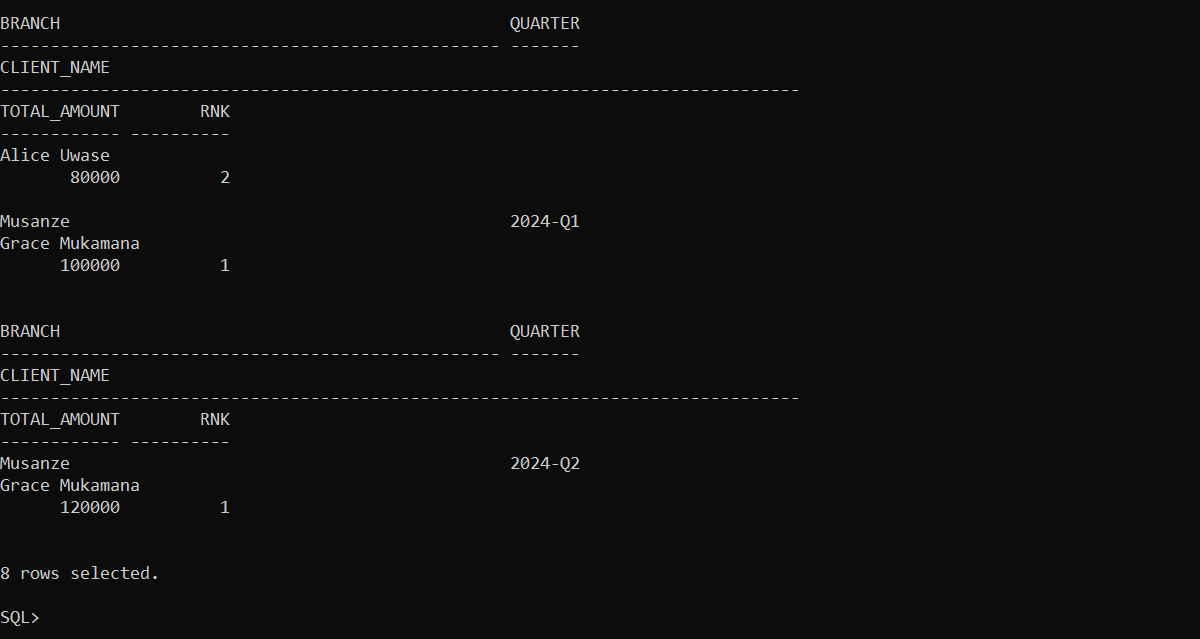 BRANCH                                             QUARTER
-------------------------------------------------- -------
CLIENT_NAME
--------------------------------------------------------------------------------
TOTAL_AMOUNT        RNK
------------ ----------
Alice Uwase
       80000          2

Musanze                                            2024-Q1
Grace Mukamana
      100000          1


BRANCH                                             QUARTER
-------------------------------------------------- -------
CLIENT_NAME
--------------------------------------------------------------------------------
TOTAL_AMOUNT        RNK
------------ ----------
Musanze                                            2024-Q2
Grace Mukamana
      120000          1


8 rows selected.

SQL>